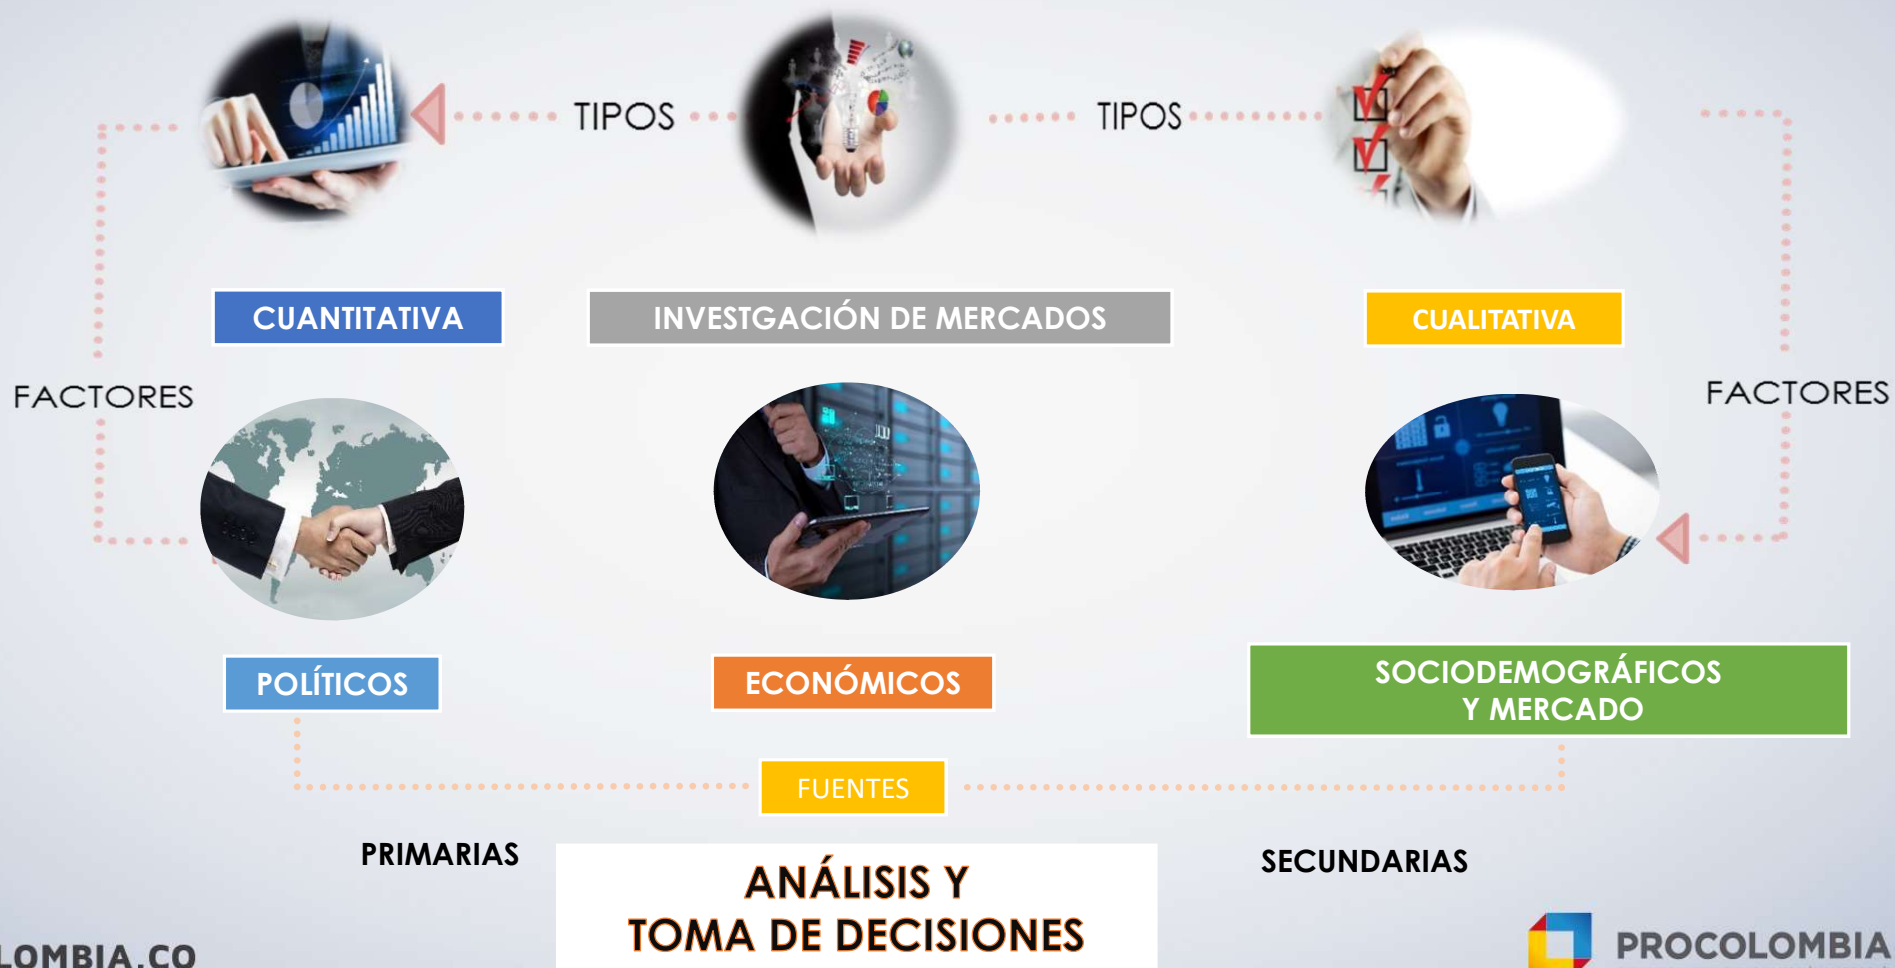 TIPOS
TIPOS
CUANTITATIVA
INVESTGACIÓN DE MERCADOS
CUALITATIVA
FACTORES
FACTORES
POLÍTICOS
ECONÓMICOS
SOCIODEMOGRÁFICOS
Y MERCADO
FUENTES
PRIMARIAS
SECUNDARIAS
ANÁLISIS Y
TOMA DE DECISIONES
LOMBIA.CO
PROCOLOMBIA